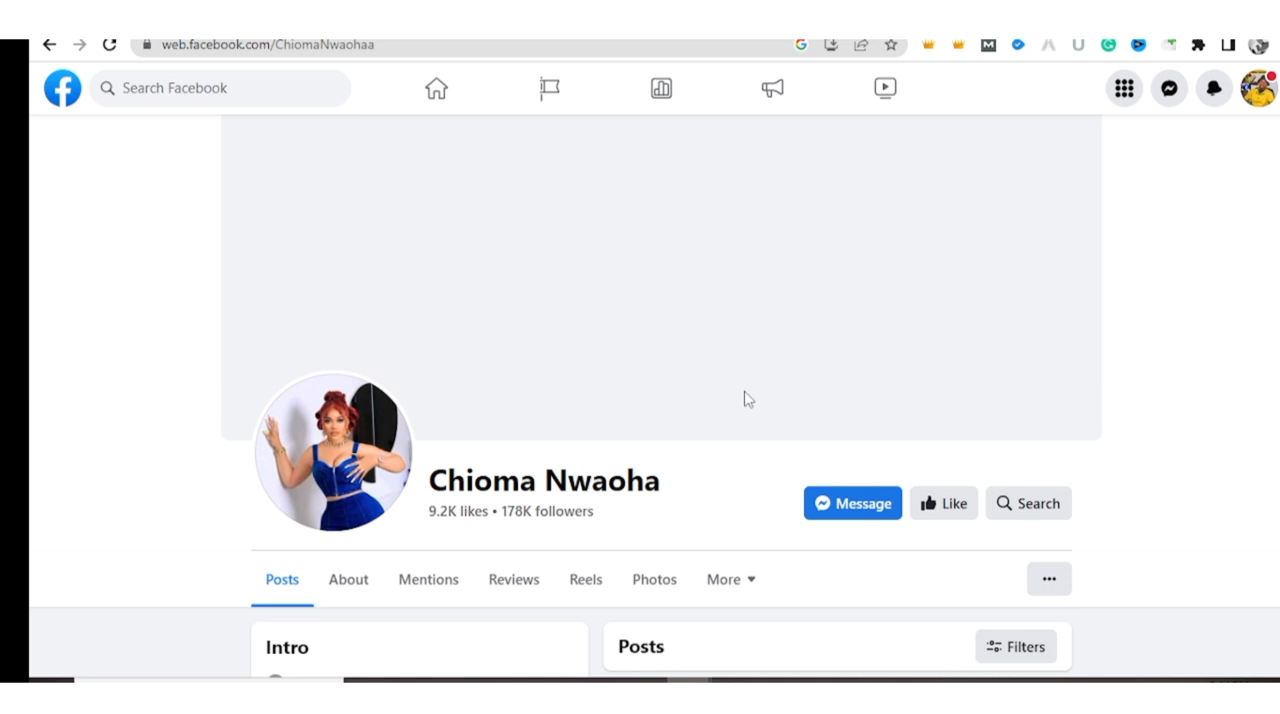 web.facebook.com/ChiomaNwaohaa
Search Facebook
Chioma Nwaoha
9.2K likes • 178K followers
Message
Like
Search
Posts
About
Mentions
Reviews
Reels
Photos
More
Intro
Posts
Filters